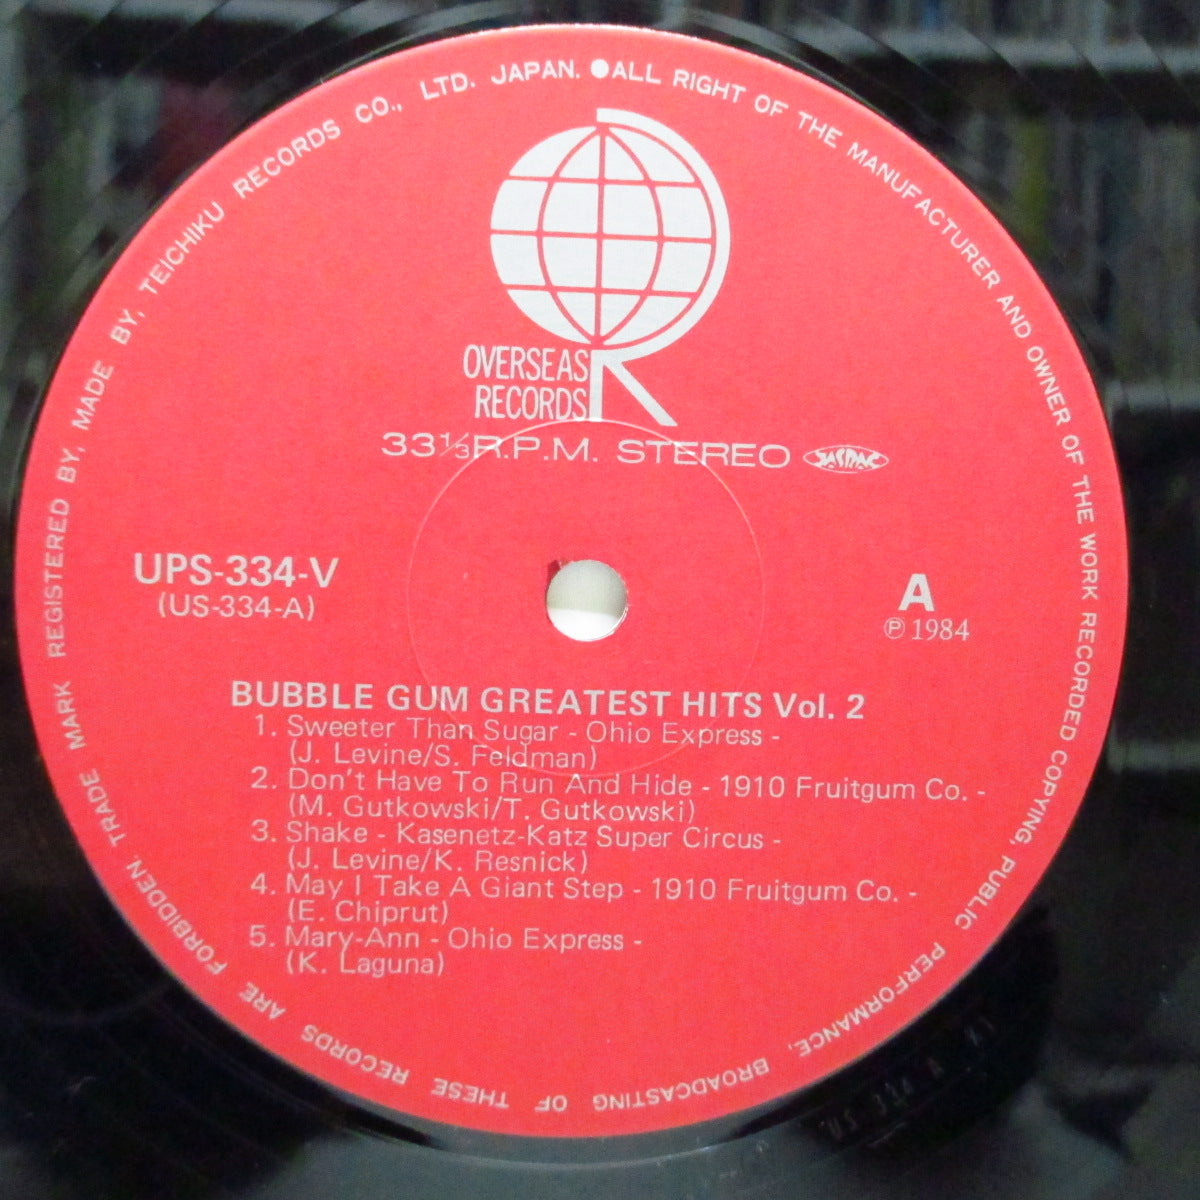 TRADE MARK REGISTERED BY, MADE BY, TEICHIKU RECORDS CO., LTD. JAPAN. ●ALL RIGHT OF THE MANUFACTURER AND OWNER OF THE WORK RECORDED COPYING, PUBLIC PERFORMANCE, BROADCASTING OF THESE RECORDS ARE FORBIDDEN
OVERSEAS
RECORDS
33⅓R.P.M. STEREO JASRAC
UPS-334-V
(US-334-A)
A
℗1984
BUBBLE GUM GREATEST HITS Vol. 2
1. Sweeter Than Sugar - Ohio Express -
(J. Levine/S. Feldman)
2. Don't Have To Run And Hide - 1910 Fruitgum Co. -
(M. Gutkowski/T. Gutkowski)
3. Shake - Kasenetz-Katz Super Circus -
(J. Levine/K. Resnick)
4. May I Take A Giant Step - 1910 Fruitgum Co. -
(E. Chiprut)
5. Mary-Ann - Ohio Express -
(K. Laguna)